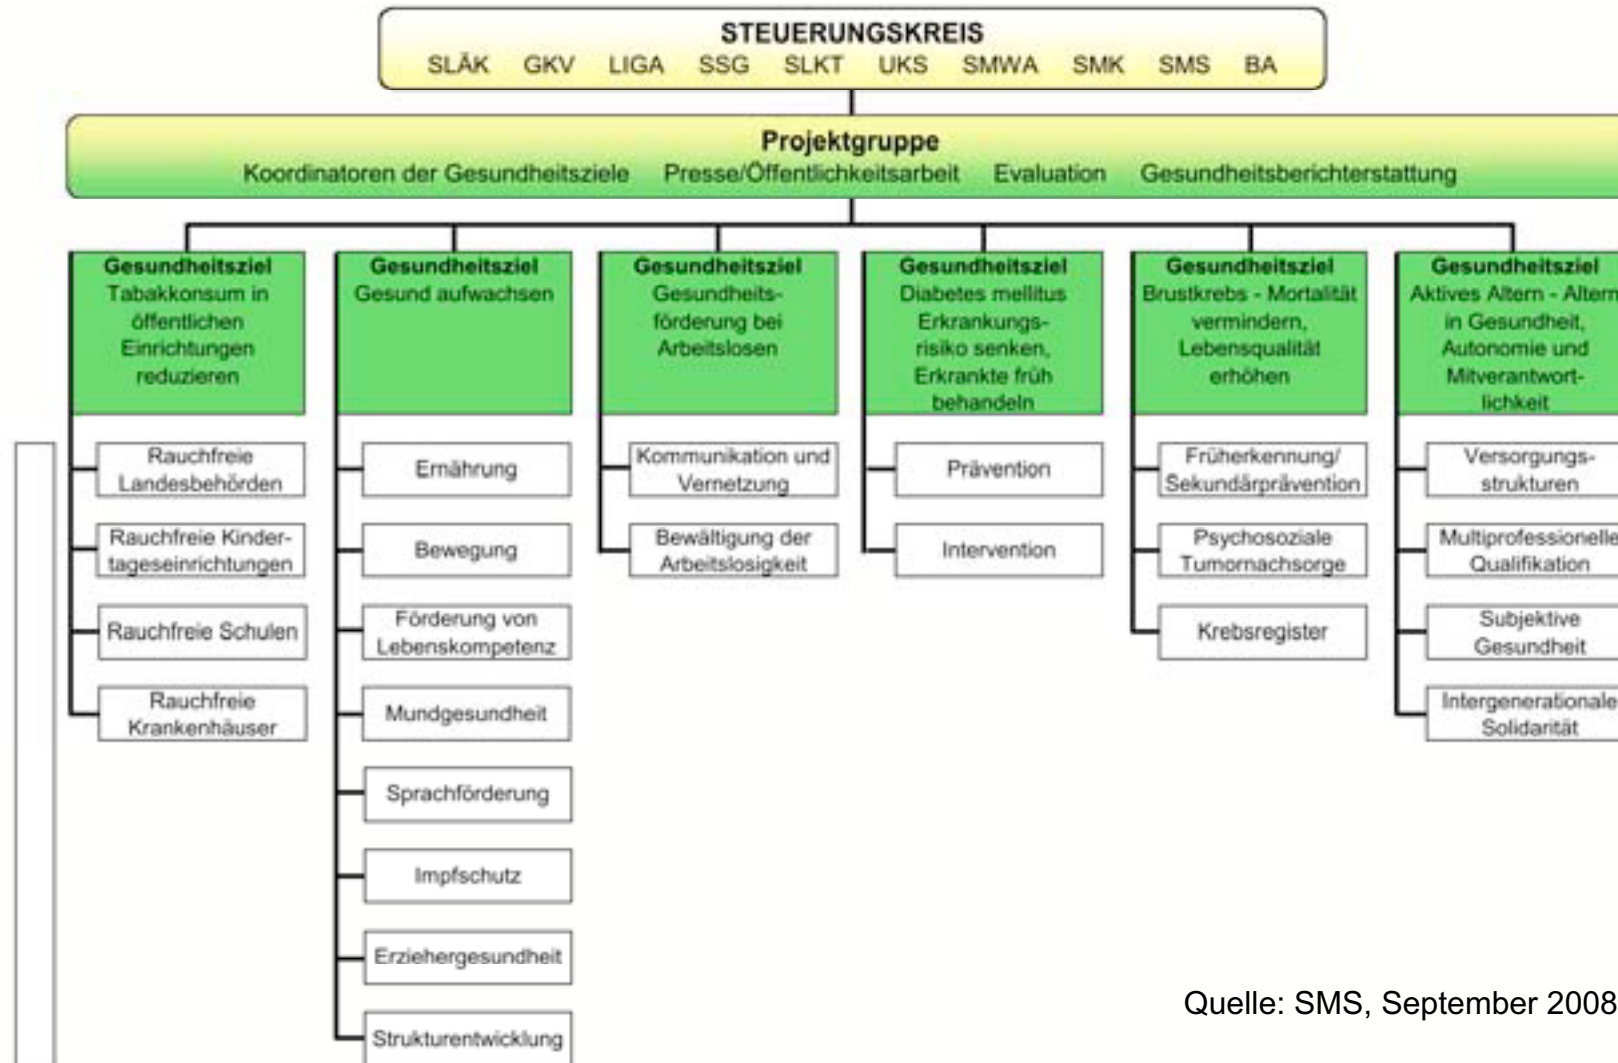 STEUERUNGSKREIS
SLÄK GKV LIGA SSG SLKT UKS SMWA SMK SMS BA
Projektgruppe
Koordinatoren der Gesundheitsziele Presse/Öffentlichkeitsarbeit Evaluation Gesundheitsberichterstattung
Gesundheitsziel
Tabakkonsum in
öffentlichen
Einrichtungen
reduzieren
Rauchfreie
Landesbehörden
Rauchfreie Kinder-
tageseinrichtungen
Rauchfreie Schulen
Rauchfreie
Krankenhäuser
Gesundheitsziel
Gesund aufwachsen
Ernährung
Bewegung
Förderung von
Lebenskompetenz
Mundgesundheit
Sprachförderung
Impfschutz
Erziehergesundheit
Strukturentwicklung
Gesundheitsziel
Gesundheits-
förderung bei
Arbeitslosen
Kommunikation und
Vernetzung
Bewältigung der
Arbeitslosigkeit
Gesundheitsziel
Diabetes mellitus
Erkrankungs-
risiko senken,
Erkrankte früh
behandeln
Prävention
Intervention
Gesundheitsziel
Brustkrebs - Mortalität
vermindern,
Lebensqualität
erhöhen
Früherkennung/
Sekundärprävention
Psychosoziale
Tumornachsorge
Krebsregister
Gesundheitsziel
Aktives Altern - Altern
in Gesundheit,
Autonomie und
Mitverantwort-
lichkeit
Versorgungs-
strukturen
Multiprofessionelle
Qualifikation
Subjektive
Gesundheit
Intergenerationale
Solidarität
Quelle: SMS, September 2008